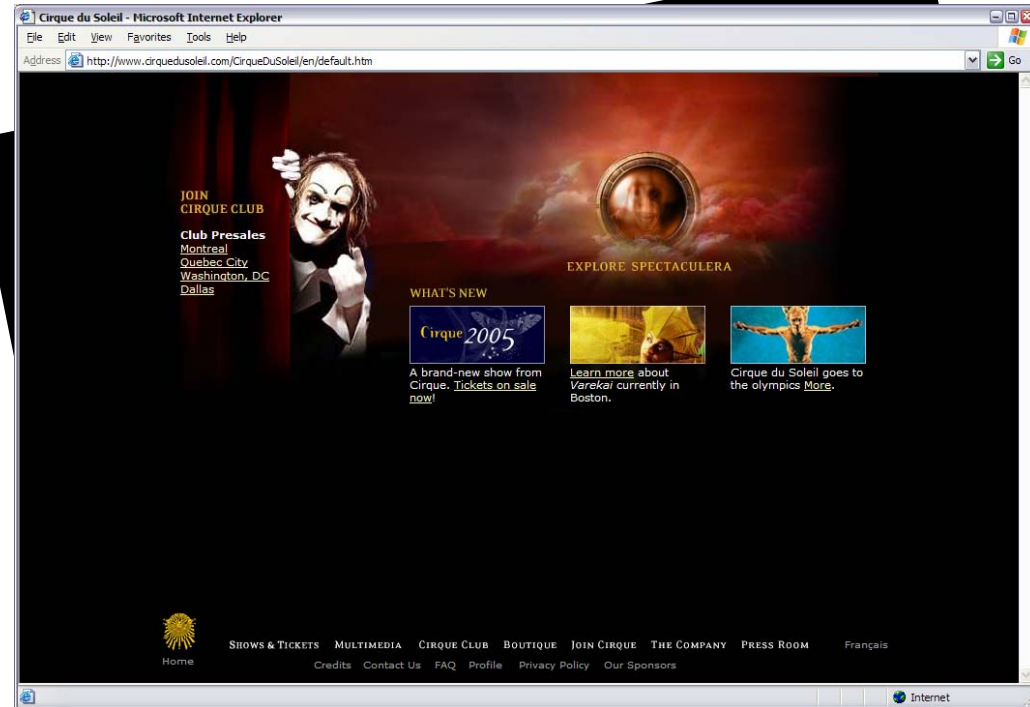 Cirque du Soleil - Microsoft Internet Explorer
File Edit View Favorites Tools Help
Address http://www.cirquedusoleil.com/CirqueDuSoleil/en/default.htm Go
JOIN
CIRQUE CLUB
Club Presales
Montreal
Quebec City
Washington, DC
Dallas
EXPLORE SPECTACULERA
WHAT'S NEW
Cirque 2005
A brand-new show from
Cirque. Tickets on sale
now!
Learn more about
Varekai currently in
Boston.
Cirque du Soleil goes to
the olympics More.
Home
SHOWS & TICKETS MULTIMEDIA CIRQUE CLUB BOUTIQUE JOIN CIRQUE THE COMPANY PRESS ROOM Français
Credits Contact Us FAQ Profile Privacy Policy Our Sponsors
Internet